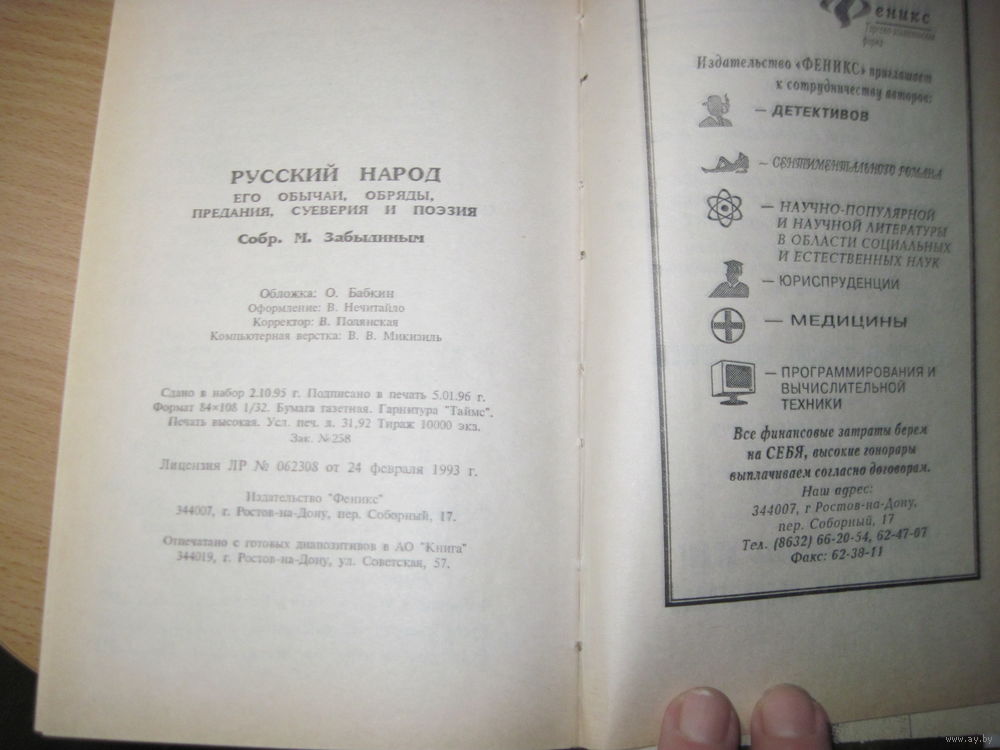 РУССКИЙ НАРОД
ЕГО ОБЫЧАИ, ОБРЯДЫ,
ПРЕДАНИЯ, СУЕВЕРИЯ И ПОЭЗИЯ
Собр. М. Забылиным
Обложка: О. Бабкин
Оформление: В. Нечитайло
Корректор: В. Полянская
Компьютерная верстка: В. В. Микизиль
Сдано в набор 2.10.95 г. Подписано в печать 5.01.96 г.
Формат 84×108 1/32. Бумага газетная. Гарнитура "Таймс".
Печать высокая. Усл. печ. л. 31,92 Тираж 10000 экз.
Зак. №258
Лицензия ЛР № 062308 от 24 февраля 1993 г.
Издательство "Феникс"
344007, г. Ростов-на-Дону, пер. Соборный, 17.
Отпечатано с готовых диапозитивов в АО "Книга"
344019, г. Ростов-на-Дону, ул. Советская, 57.
Феникс
фирма
Издательство «ФЕНИКС» приглашает
к сотрудничеству авторов:
— ДЕТЕКТИВОВ
— СЕНТИМЕНТАЛЬНОГО РОМАНА
— НАУЧНО-ПОПУЛЯРНОЙ
И НАУЧНОЙ ЛИТЕРАТУРЫ
В ОБЛАСТИ СОЦИАЛЬНЫХ
И ЕСТЕСТВЕННЫХ НАУК
— ЮРИСПРУДЕНЦИИ
— МЕДИЦИНЫ
— ПРОГРАММИРОВАНИЯ И
ВЫЧИСЛИТЕЛЬНОЙ
ТЕХНИКИ
Все финансовые затраты берем
на СЕБЯ, высокие гонорары
выплачиваем согласно договорам.
Наш адрес:
344007, г Ростов-на-Дону,
пер. Соборный, 17
Тел. (8632) 66-20-54, 62-47-07
Факс: 62-38-11
www.ay.by